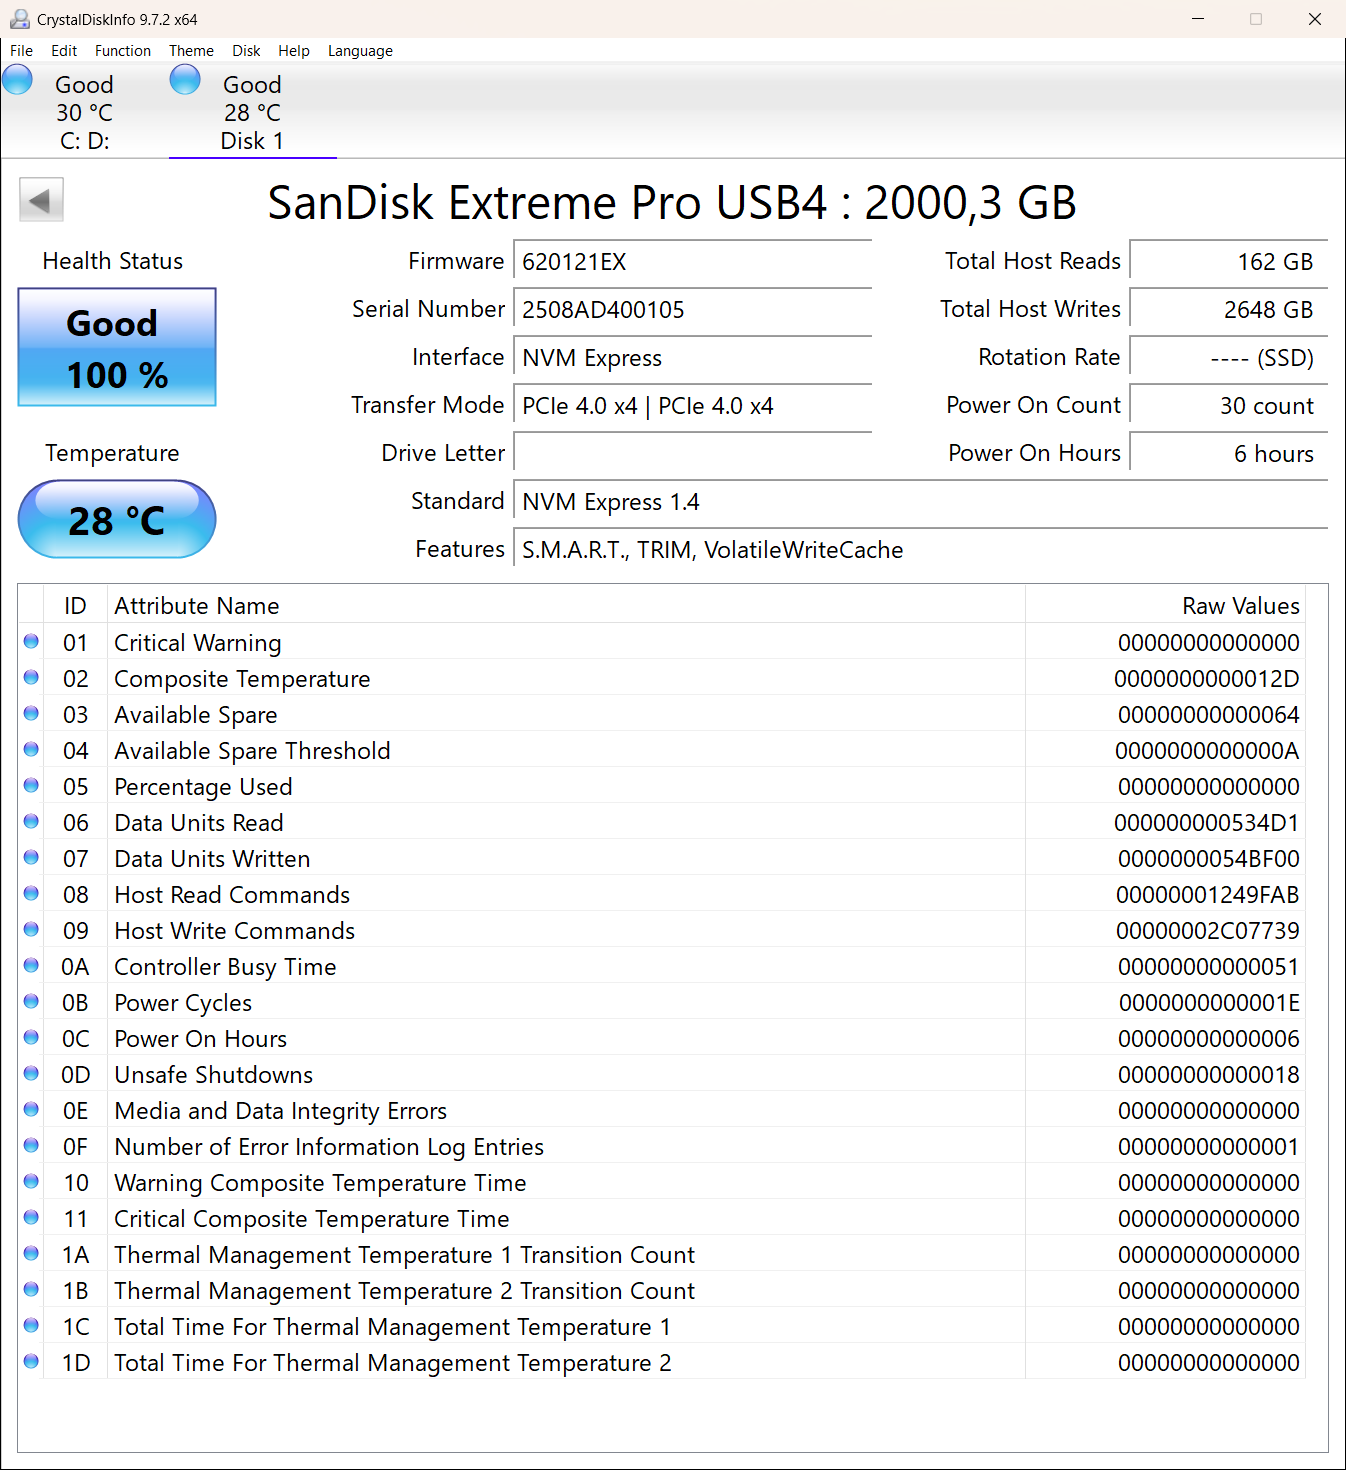 CrystalDiskInfo 9.7.2 x64
File Edit Function Theme Disk Help Language
Good Good
30 °C 28 °C
C: D: Disk 1
SanDisk Extreme Pro USB4 : 2000,3 GB
Health Status Firmware 620121EX Total Host Reads 162 GB
Good Serial Number 2508AD400105 Total Host Writes 2648 GB
100 % Interface NVM Express Rotation Rate ---- (SSD)
Transfer Mode PCIe 4.0 x4 | PCIe 4.0 x4 Power On Count 30 count
Temperature Drive Letter Power On Hours 6 hours
28 °C Standard NVM Express 1.4
Features S.M.A.R.T., TRIM, VolatileWriteCache
ID Attribute Name Raw Values
01 Critical Warning 00000000000000
02 Composite Temperature 0000000000012D
03 Available Spare 00000000000064
04 Available Spare Threshold 0000000000000A
05 Percentage Used 00000000000000
06 Data Units Read 000000000534D1
07 Data Units Written 0000000054BF00
08 Host Read Commands 00000001249FAB
09 Host Write Commands 00000002C07739
0A Controller Busy Time 00000000000051
0B Power Cycles 0000000000001E
0C Power On Hours 00000000000006
0D Unsafe Shutdowns 00000000000018
0E Media and Data Integrity Errors 00000000000000
0F Number of Error Information Log Entries 00000000000001
10 Warning Composite Temperature Time 00000000000000
11 Critical Composite Temperature Time 00000000000000
1A Thermal Management Temperature 1 Transition Count 00000000000000
1B Thermal Management Temperature 2 Transition Count 00000000000000
1C Total Time For Thermal Management Temperature 1 00000000000000
1D Total Time For Thermal Management Temperature 2 00000000000000